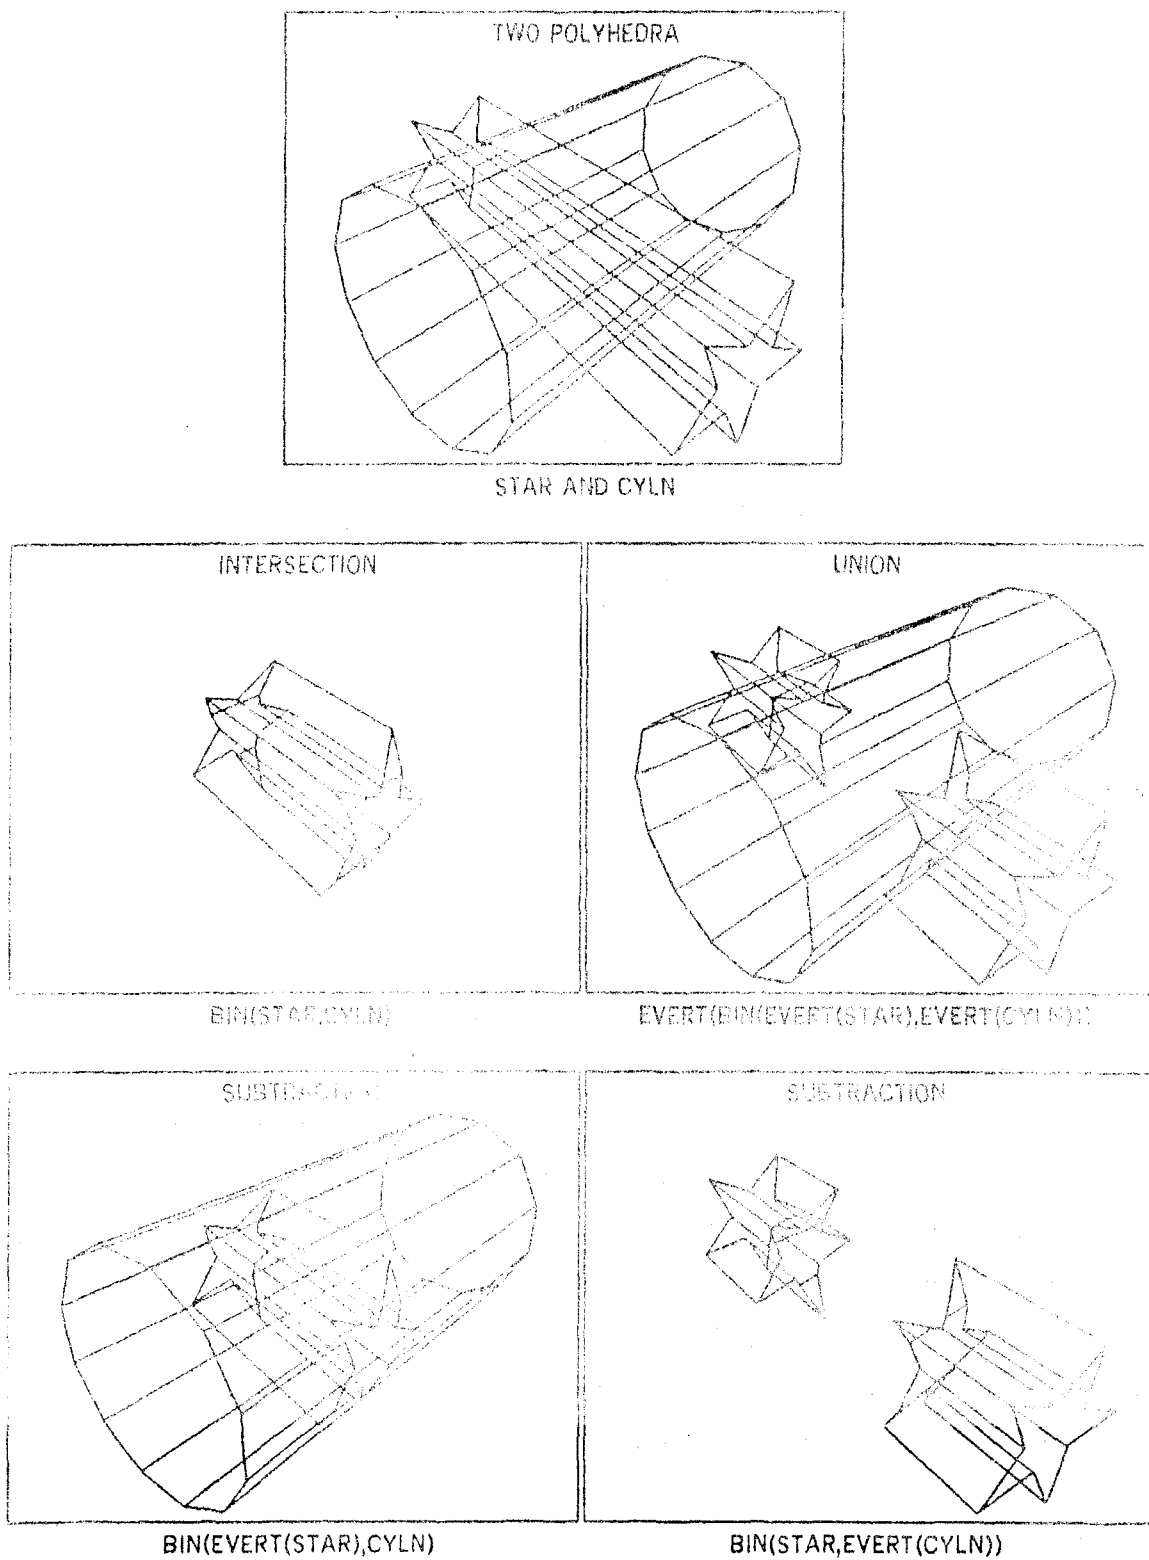 TWO POLYHEDRA
STAR AND CYLN
INTERSECTION
UNION
BIN(STAR,CYLN)
EVERT(BIN(EVERT(STAR),EVERT(CYLN)))
SUBTRACTION
SUBTRACTION
BIN(EVERT(STAR),CYLN)
BIN(STAR,EVERT(CYLN))